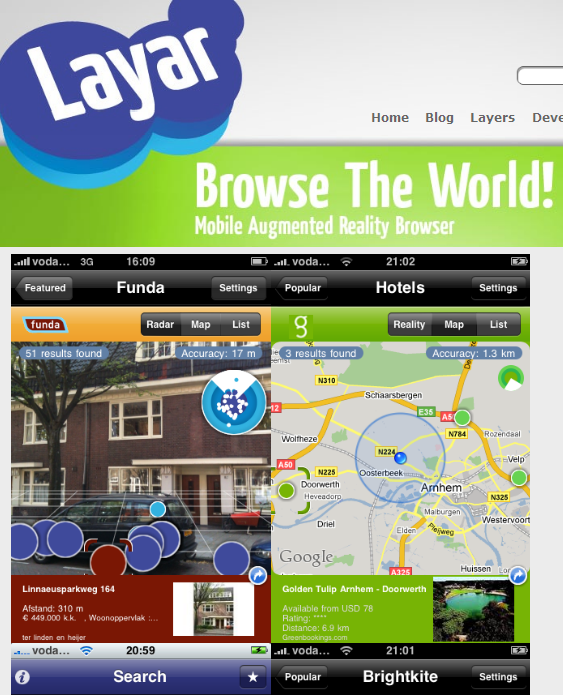 Layar
Home Blog Layers Deve
Browse The World!
Mobile Augmented Reality Browser
voda... 3G 16:09
Featured Funda Settings
funda Radar Map List
51 results found Accuracy: 17 m
Linnaeusparkweg 164
Afstand: 310 m
€ 449.000 k.k. , Woonoppervlak :...
ter linden en heijer
voda... 21:02
Popular Hotels Settings
g Reality Map List
3 results found Accuracy: 1.3 km
N310
Schaarsbergen
E35 A50
12
N784
Wolfheze
Rozendaal
N224
A50
Velp
N225
Oosterbeek
Doorwerth
Arnhem
Heveadorp
N325
Malburgen
Westervoort
Driel
Elden
Pleijweg
Google
Huissen
A325
Golden Tulip Arnhem - Doorwerth
Available from USD 78
Rating: ****
Distance: 6.9 km
Greenbookings.com
voda... 20:59
Search
voda... 21:01
Popular Brightkite Settings